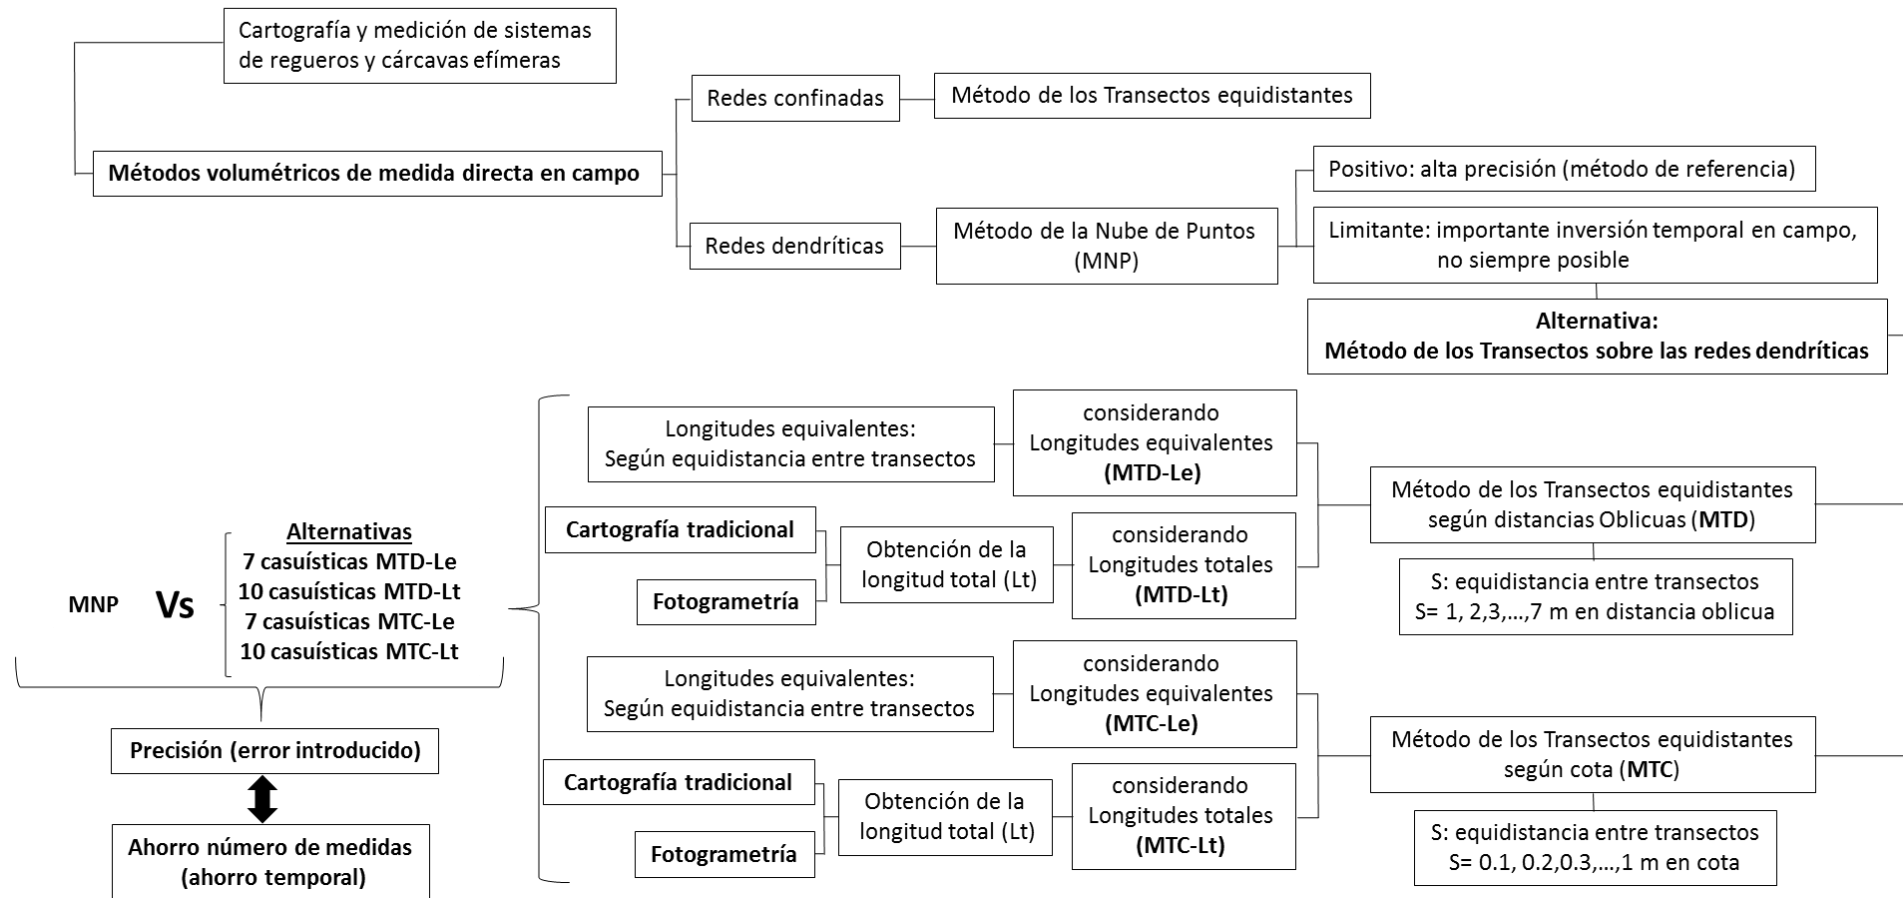 Cartografía y medición de sistemas
de regueros y cárcavas efímeras
Redes confinadas
Método de los Transectos equidistantes
Métodos volumétricos de medida directa en campo
Positivo: alta precisión (método de referencia)
Redes dendríticas
Método de la Nube de Puntos
(MNP)
Limitante: importante inversión temporal en campo,
no siempre posible
Alternativa:
Método de los Transectos sobre las redes dendríticas
Longitudes equivalentes:
Según equidistancia entre transectos
considerando
Longitudes equivalentes
(MTD-Le)
Método de los Transectos equidistantes
según distancias Oblicuas (MTD)
Cartografía tradicional
Fotogrametría
Obtención de la
longitud total (Lt)
considerando
Longitudes totales
(MTD-Lt)
S: equidistancia entre transectos
S= 1, 2,3,...,7 m en distancia oblicua
MNP
Vs
Alternativas
7 casuísticas MTD-Le
10 casuísticas MTD-Lt
7 casuísticas MTC-Le
10 casuísticas MTC-Lt
Longitudes equivalentes:
Según equidistancia entre transectos
considerando
Longitudes equivalentes
(MTC-Le)
Método de los Transectos equidistantes
según cota (MTC)
Cartografía tradicional
Fotogrametría
Obtención de la
longitud total (Lt)
considerando
Longitudes totales
(MTC-Lt)
S: equidistancia entre transectos
S= 0.1, 0.2,0.3,...,1 m en cota
Precisión (error introducido)
Ahorro número de medidas
(ahorro temporal)